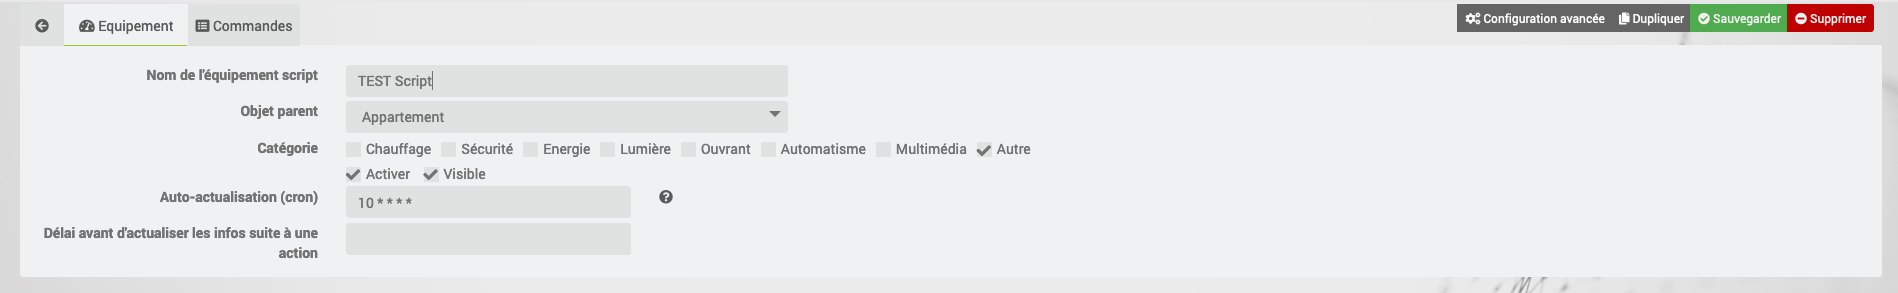 Equipement Commandes Configuration avancée Dupliquer Sauvegarder Supprimer
Nom de l'équipement script TEST Script
Objet parent Appartement
Catégorie Chauffage Sécurité Energie Lumière Ouvrant Automatisme Multimédia Autre
Activer Visible
Auto-actualisation (cron) 10 * * * *
Délai avant d'actualiser les infos suite à une
action